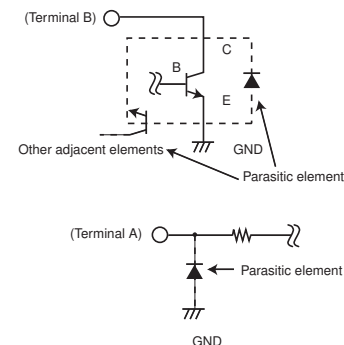 (Terminal B)
C
B
E
Other adjacent elements
GND
Parasitic element
(Terminal A)
Parasitic element
GND